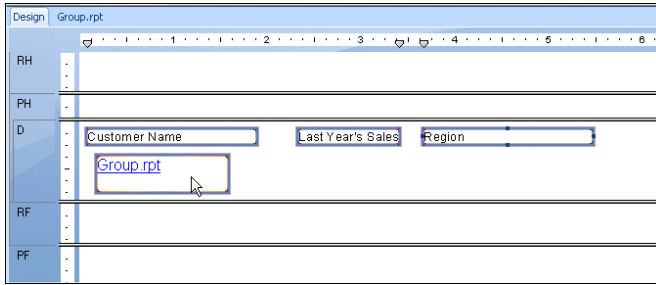 Design Group.rpt
1 2 3 4 5 6
RH
PH
D
Customer Name Last Year's Sales Region
Group.rpt
RF
PF